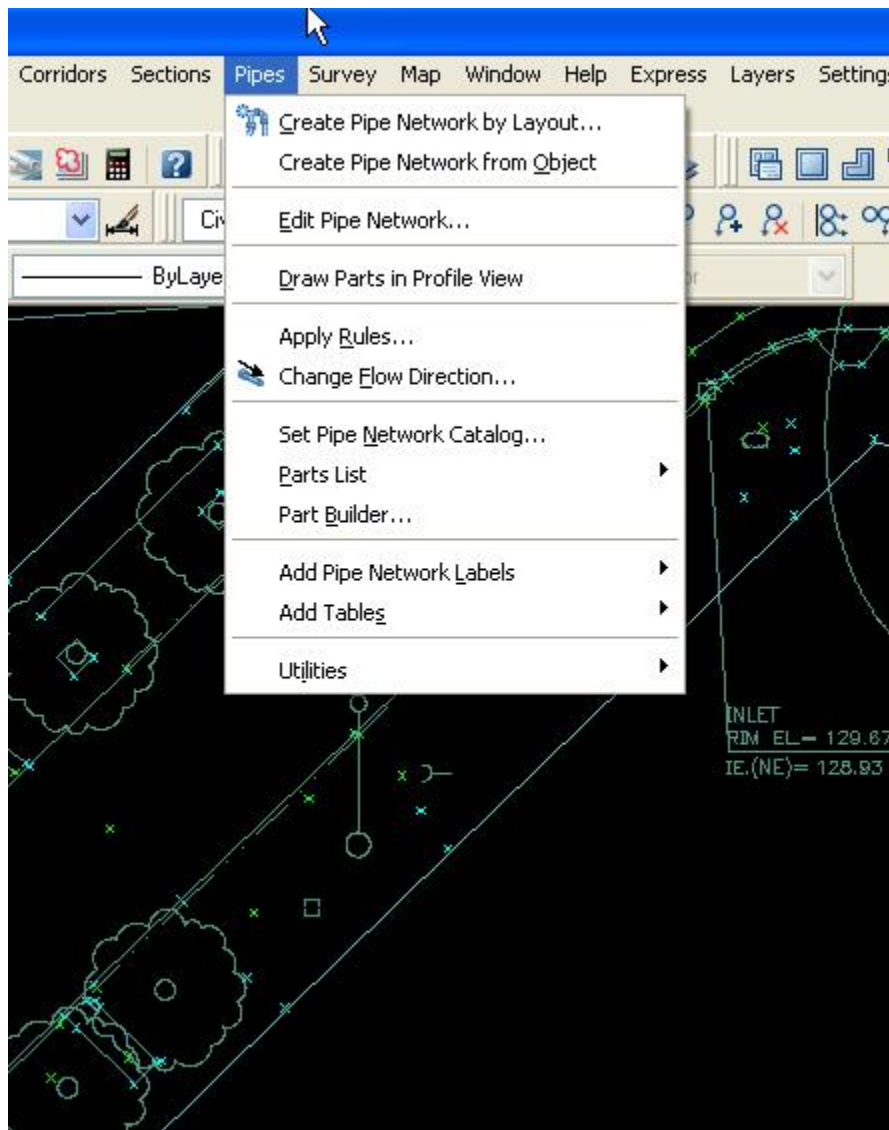 Corridors Sections Pipes Survey Map Window Help Express Layers Settings
Create Pipe Network by Layout...
Create Pipe Network from Object
Civ
Edit Pipe Network...
ByLaye
Draw Parts in Profile View
or
Apply Rules...
Change Flow Direction...
Set Pipe Network Catalog...
Parts List
Part Builder...
Add Pipe Network Labels
Add Tables
Utilities
INLET
RIM EL.= 129.67
IE.(NE)= 128.93